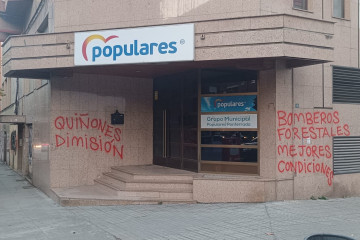 populares
populares
Grupo Municipal
QUIÑONES
DIMISIÓN
BOMBEROS
FORESTALES
MEJORES
CONDICIONES